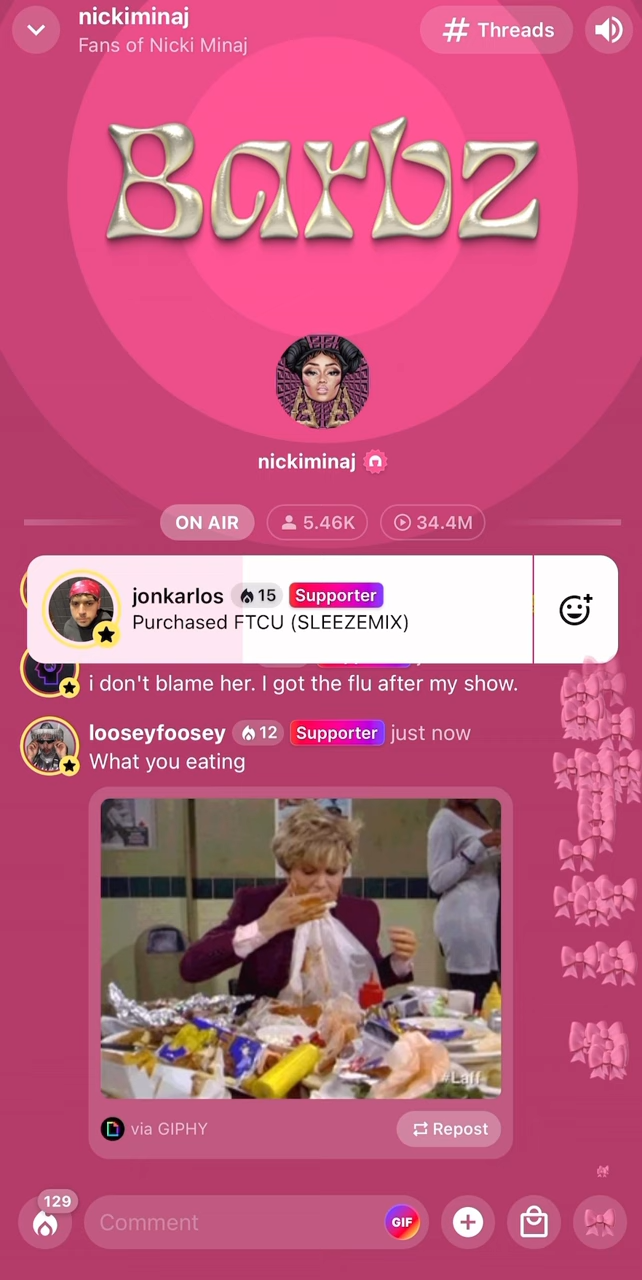 nickiminaj
Fans of Nicki Minaj
# Threads
Barbz
nickiminaj
ON AIR
5.46K
34.4M
jonkarlos 15 Supporter
Purchased FTCU (SLEEZEMIX)
i don't blame her. I got the flu after my show.
looseyfoosey 12 Supporter just now
What you eating
#Laff
via GIPHY
Repost
129
Comment
GIF